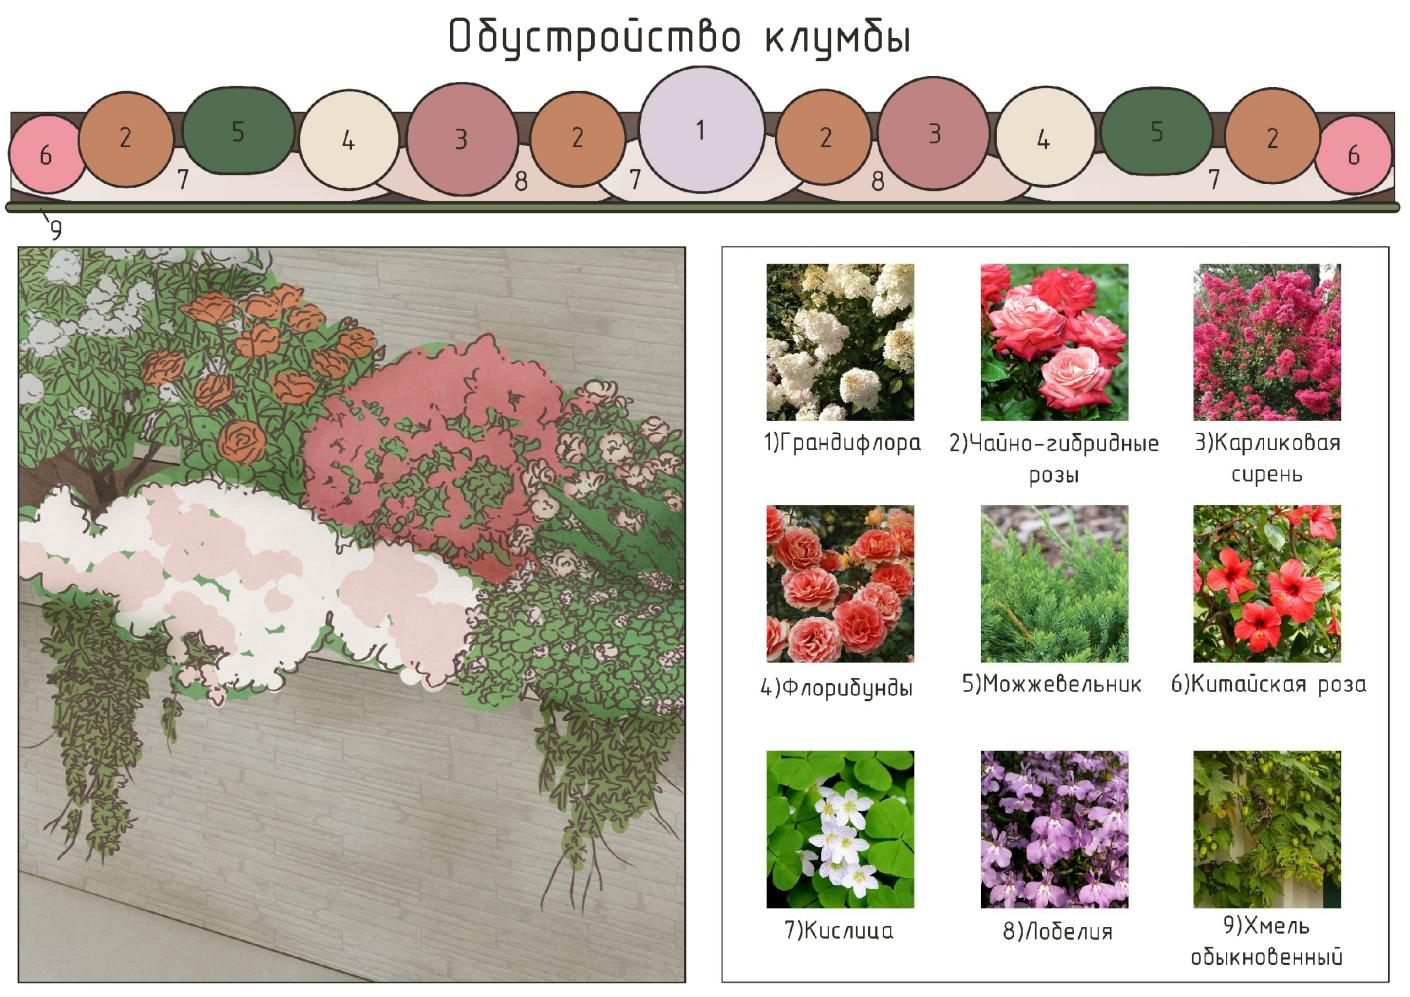 Обустройство клумбы
6 2 5 4 3 2 1 2 3 4 5 2 6
7 8 7 8 7
9
1)Грандифлора
2)Чайно-гибридные
розы
3)Карликовая
сирень
4)Флорибунды
5)Можжевельник
6)Китайская роза
7)Кислица
8)Лобелия
9)Хмель
обыкновенный